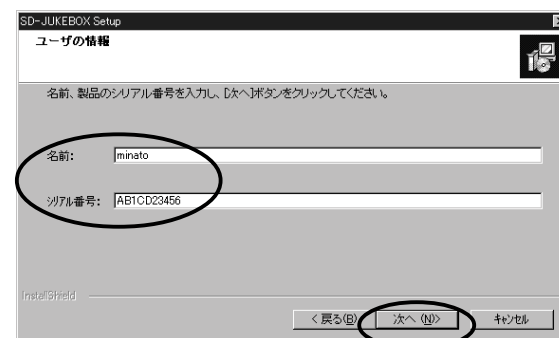 SD-JUKEBOX Setup
ユーザの情報
名前、製品のシリアル番号を入力し、[次へ]ボタンをクリックしてください。
名前: minato
シリアル番号: AB1CD23456
InstallShield
< 戻る(B) 次へ (N)> キャンセル